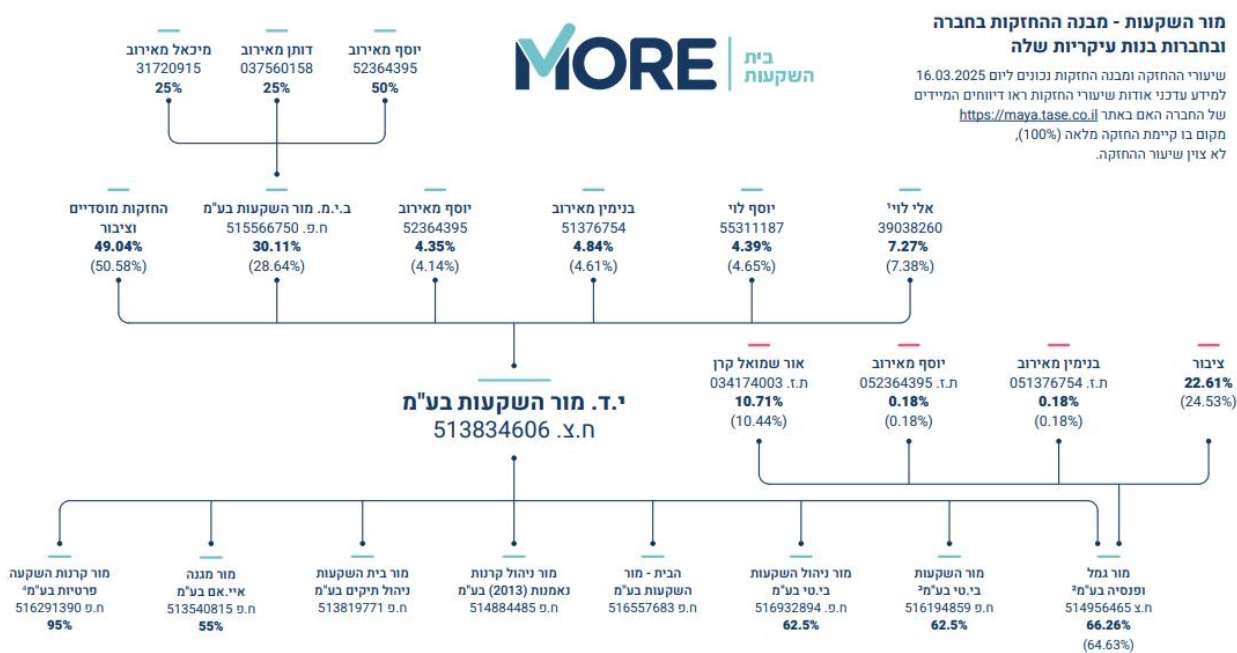 מור השקעות - מבנה ההחזקות בחברה
ובחברות בנות עיקריות שלה
שיעורי ההחזקה ומבנה החזקות נכונים ליום 16.03.2025
למידע עדכני אודות שיעורי החזקות ראו דיווחים המיידים
של החברה האם באתר https://maya.tase.co.il
מקום בו קיימת החזקה מלאה (100%),
לא צוין שיעור ההחזקה.
MORE
בית
השקעות
יוסף מאירוב
52364395
50%
דותן מאירוב
037560158
25%
מיכאל מאירוב
31720915
25%
אלי לוי¹
39038260
7.27%
(7.38%)
יוסף לוי
55311187
4.39%
(4.65%)
בנימין מאירוב
51376754
4.84%
(4.61%)
יוסף מאירוב
52364395
4.35%
(4.14%)
ב.י.מ. מור השקעות בע"מ
ח.פ. 515566750
30.11%
(28.64%)
החזקות מוסדיים
וציבור
49.04%
(50.58%)
ציבור
22.61%
(24.53%)
בנימין מאירוב
ת.ז. 051376754
0.18%
(0.18%)
יוסף מאירוב
ת.ז. 052364395
0.18%
(0.18%)
אור שמואל קרן
ת.ז. 034174003
10.71%
(10.44%)
י.ד. מור השקעות בע"מ
ח.צ. 513834606
מור גמל
ופנסיה בע"מ²
ח.צ 514956465
66.26%
(64.63%)
מור השקעות
בי.טי בע"מ³
ח.פ 516194859
62.5%
מור ניהול השקעות
בי.טי בע"מ
ח.פ. 516932894
62.5%
הבית - מור
השקעות בע"מ
ח.פ 516557683
מור ניהול קרנות
נאמנות (2013) בע"מ
ח.פ 514884485
מור בית השקעות
ניהול תיקים בע"מ
ח.פ 513819771
מור מגנה
איי.אם בע"מ
ח.פ 513540815
55%
מור קרנות השקעה
פרטיות בע"מ⁴
ח.פ 516291390
95%